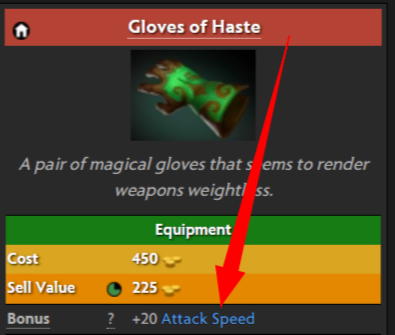 Gloves of Haste
A pair of magical gloves that seems to render
weapons weightless.
Equipment
Cost 450
Sell Value 225
Bonus ? +20 Attack Speed